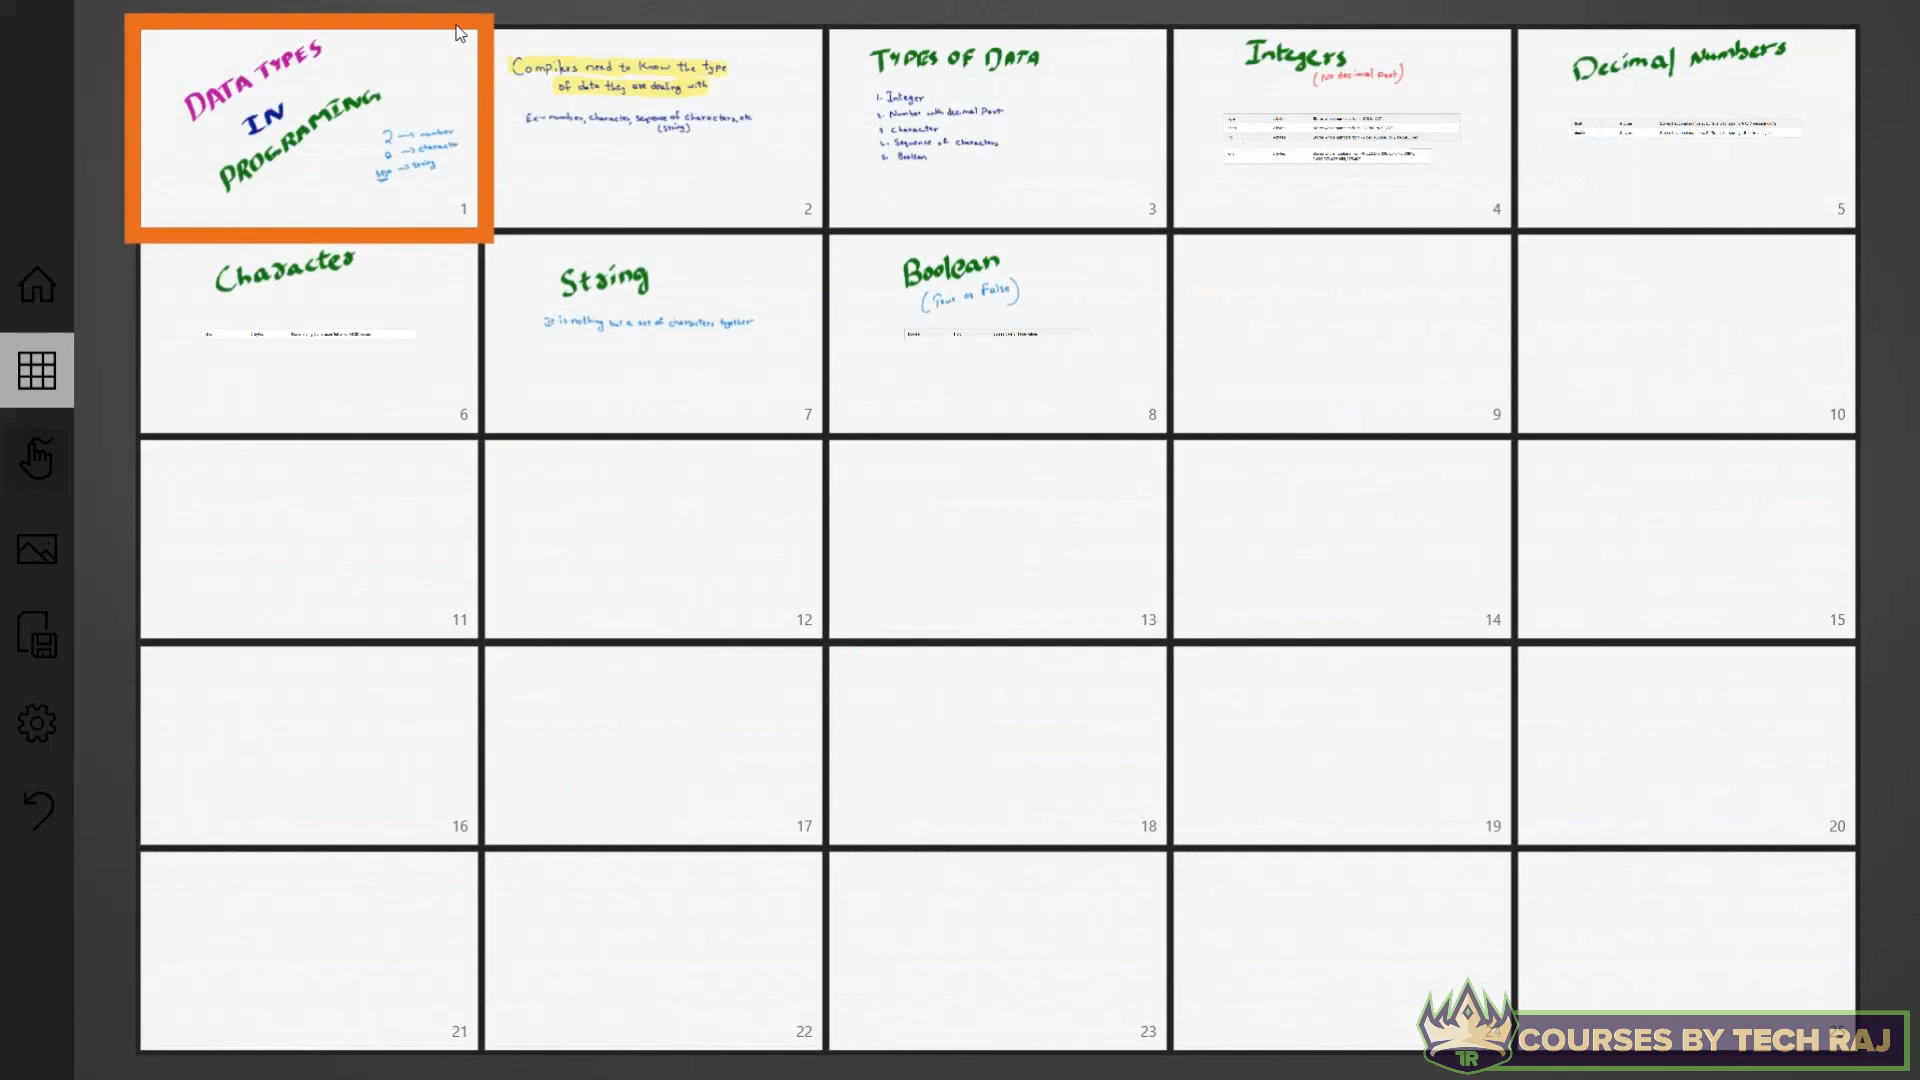 DATA TYPES
IN
PROGRAMING
2 → number
a → character
→ string
1
Compilers need to know the type
of data they are dealing with
Ex - number, character, sequence of characters, etc
(string)
2
TYPES OF DATA
1. Integer
2. Number with decimal Part
3. Character
4. Sequence of characters
5. Boolean
3
Integers
(No decimal part)
4
Decimal Numbers
5
Character
6
String
It is nothing but a set of characters together
7
Boolean
(True or False)
8
9
10
11
12
13
14
15
16
17
18
19
20
21
22
23
24
25
TR
COURSES BY TECH RAJ